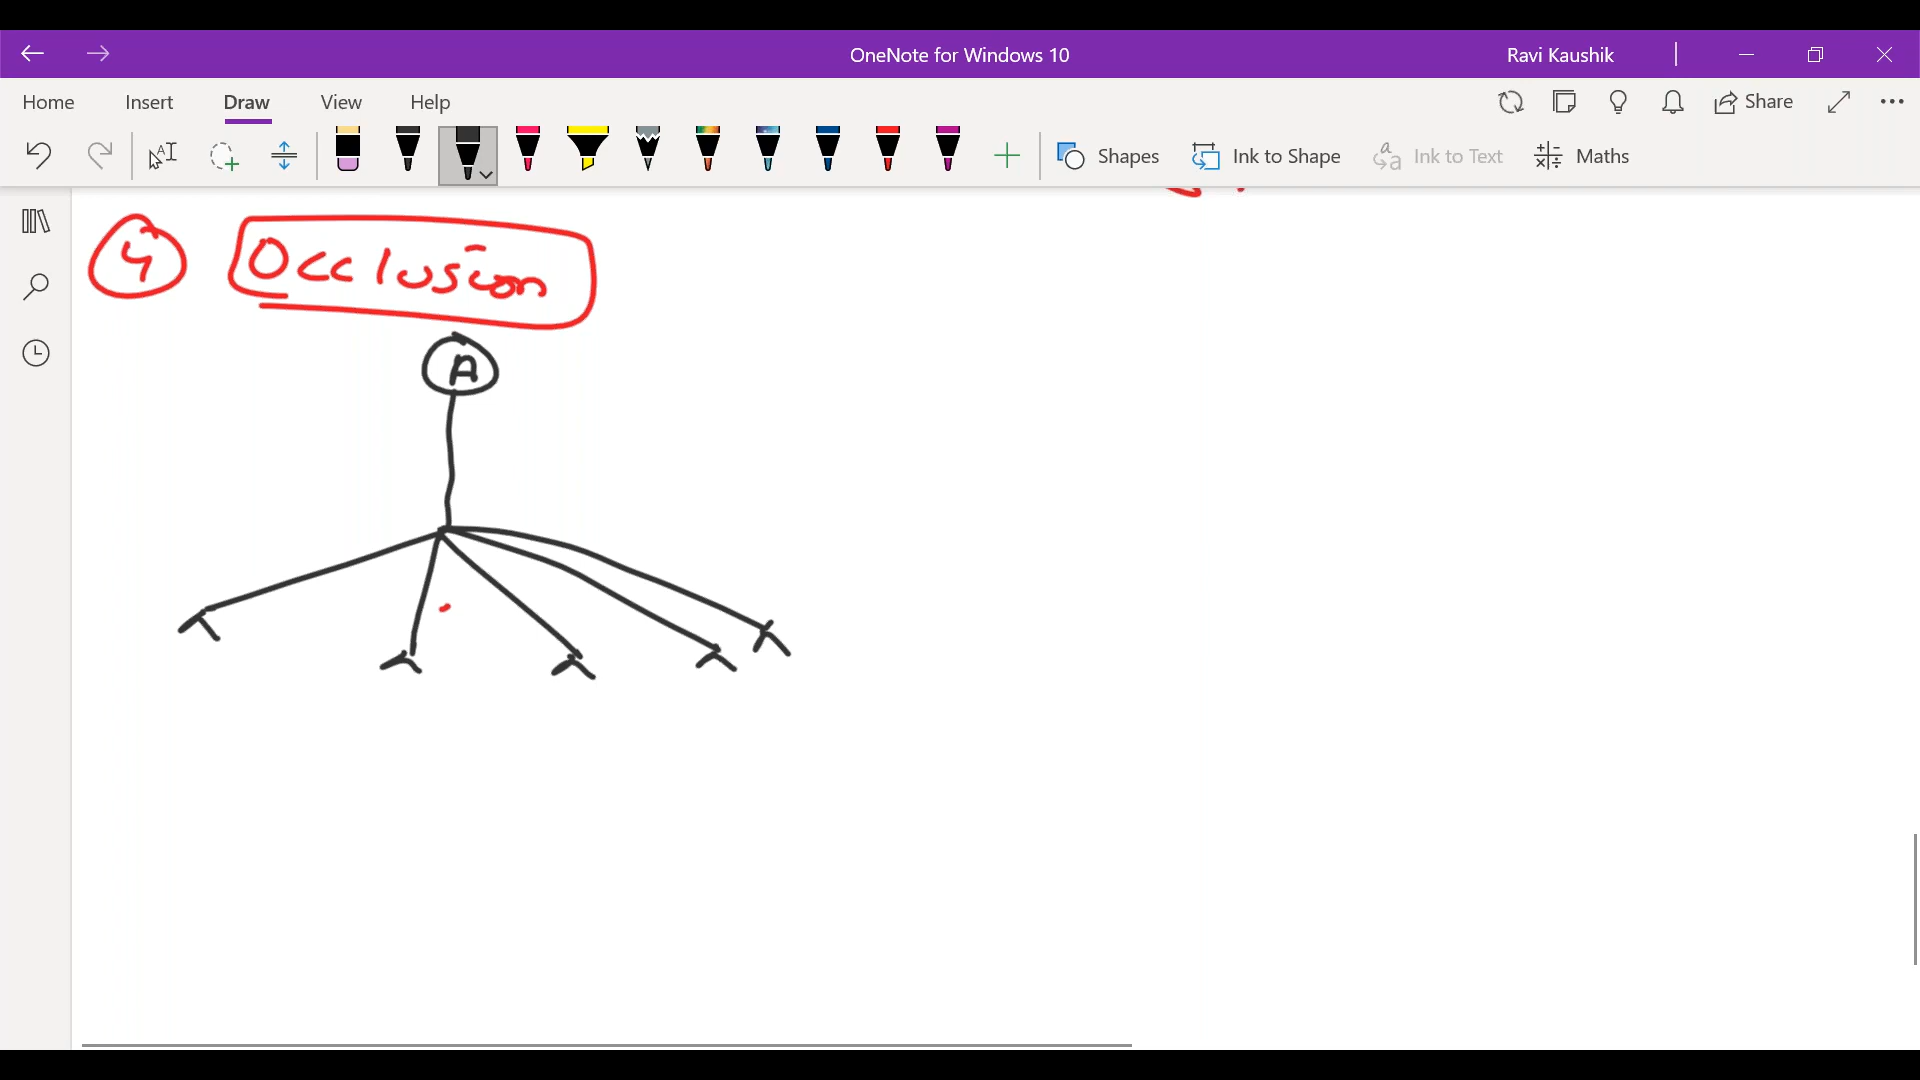 OneNote for Windows 10
Ravi Kaushik
Home Insert Draw View Help
Share
Shapes Ink to Shape Ink to Text Maths
4 Occlusion
A